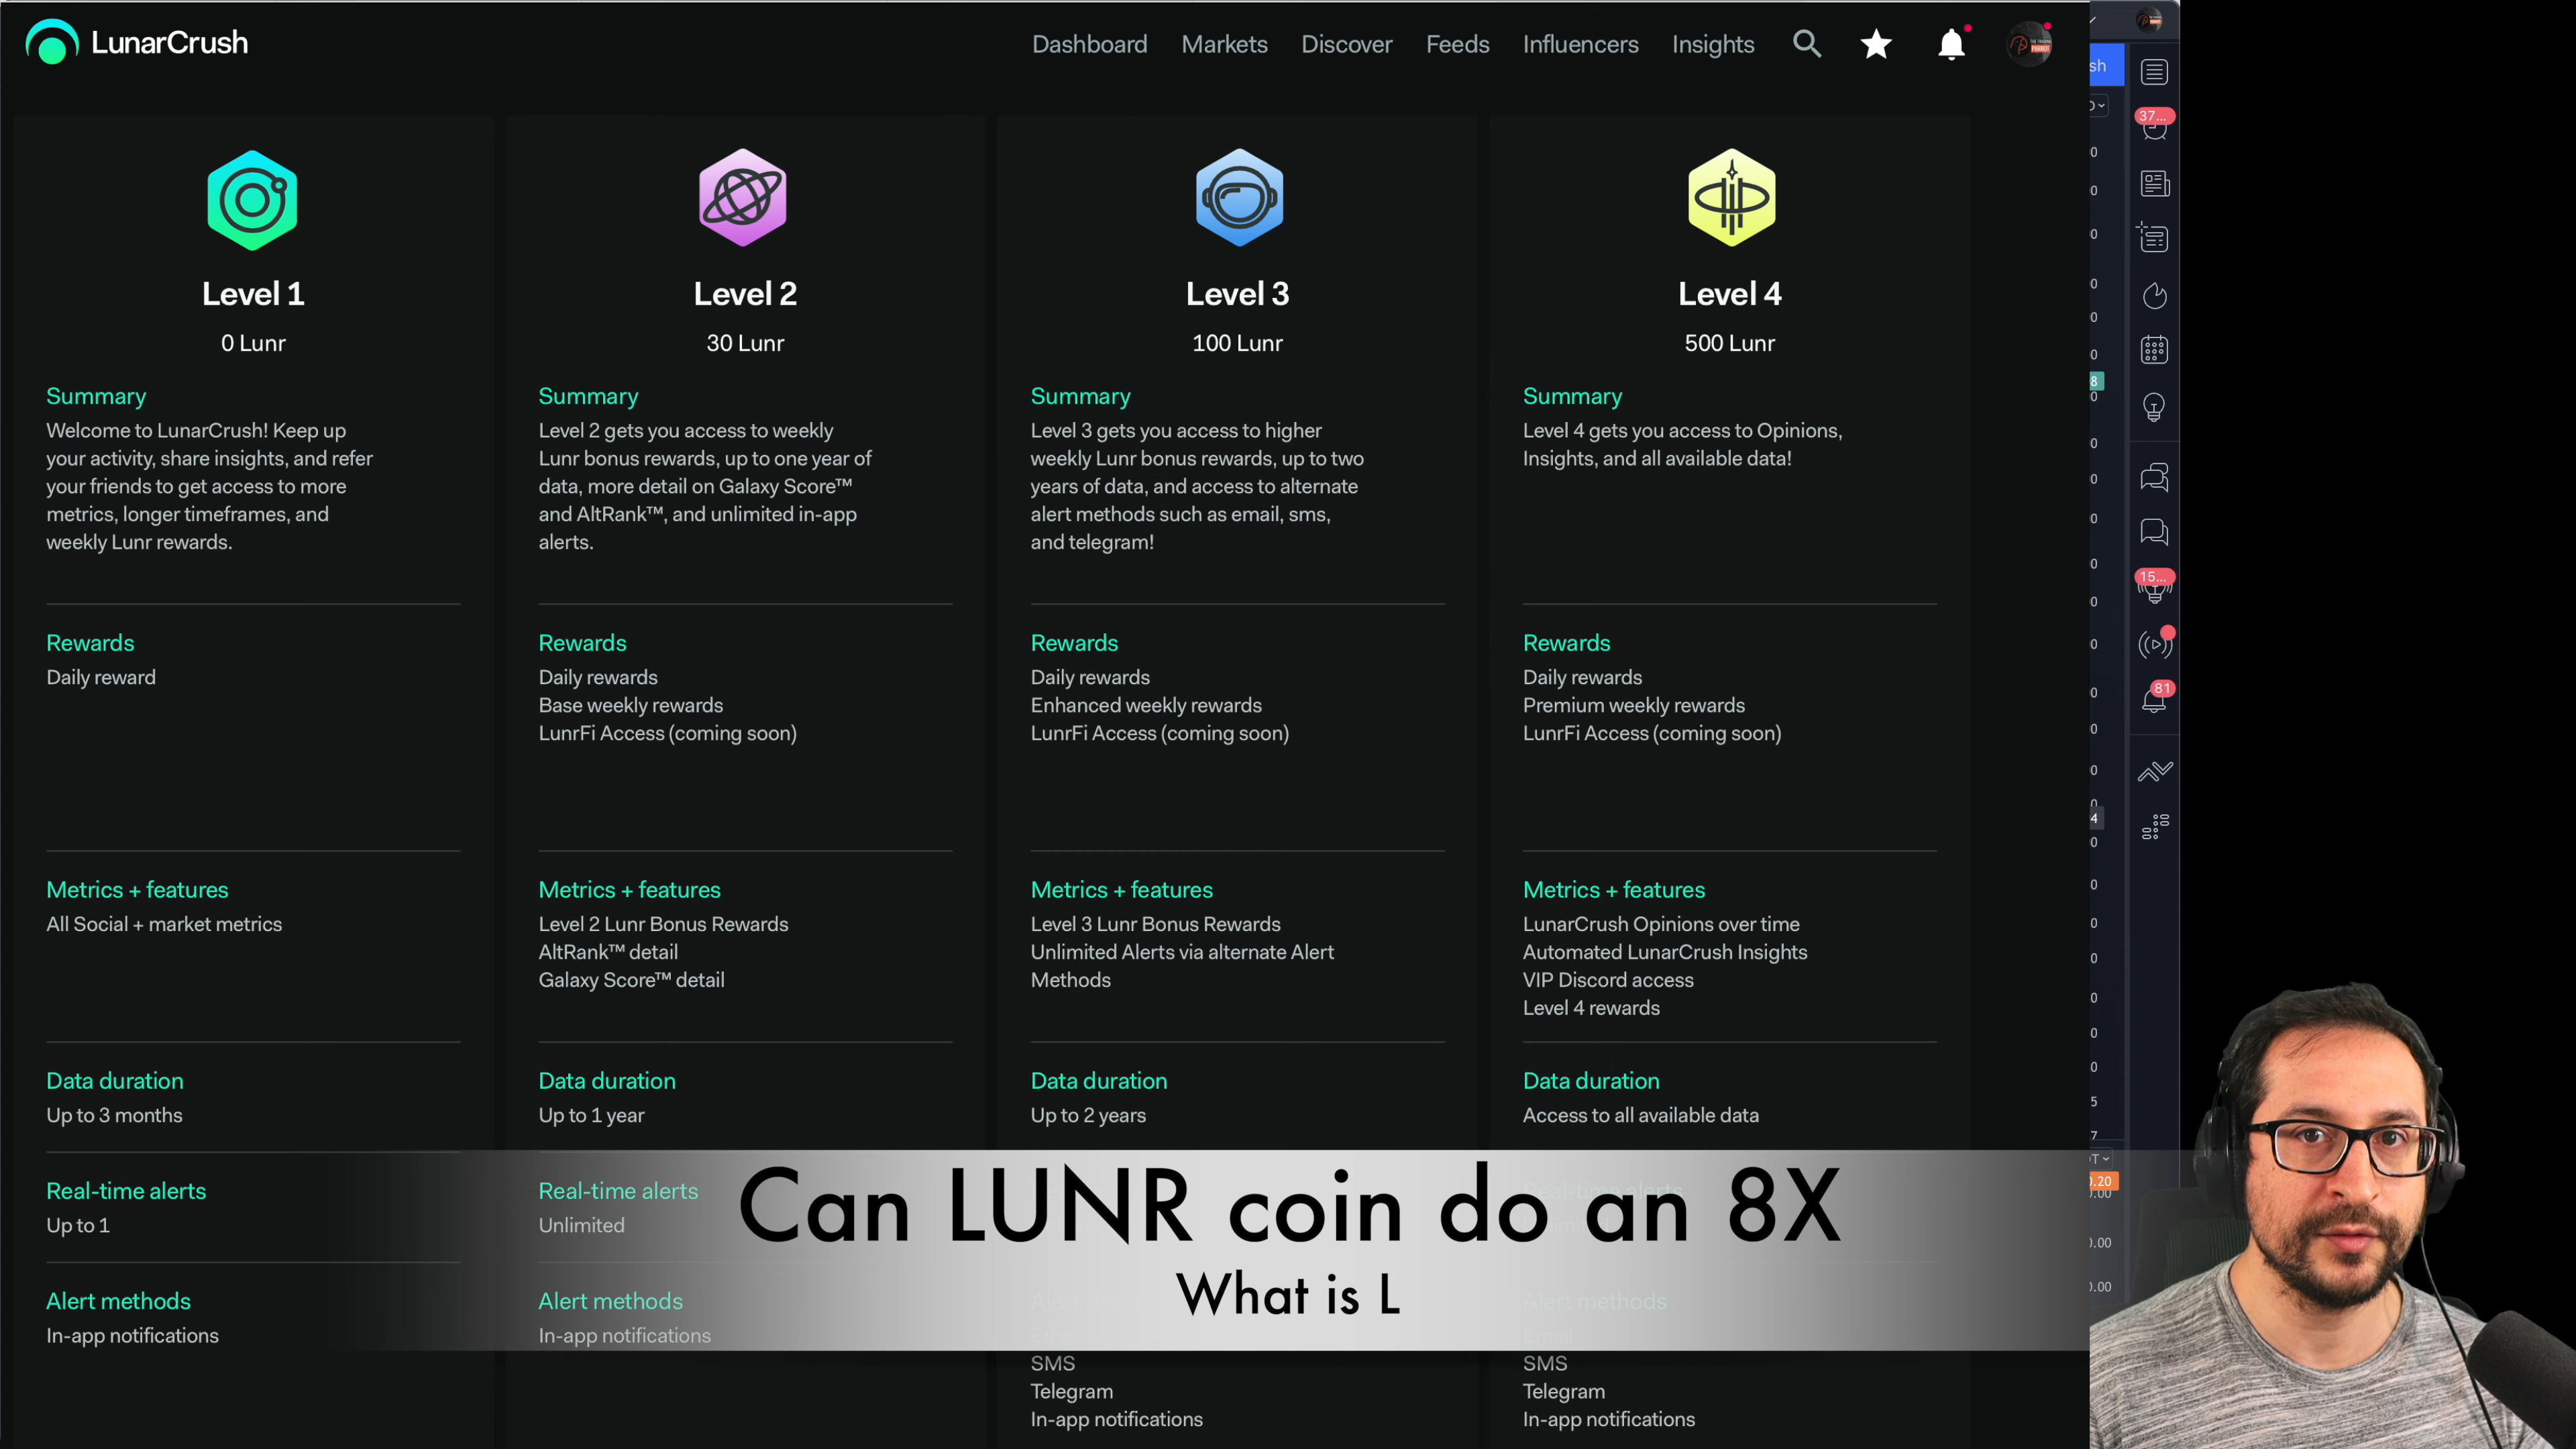 LunarCrush
Dashboard Markets Discover Feeds Influencers Insights
Level 1
0 Lunr
Summary
Welcome to LunarCrush! Keep up
your activity, share insights, and refer
your friends to get access to more
metrics, longer timeframes, and
weekly Lunr rewards.
Rewards
Daily reward
Metrics + features
All Social + market metrics
Data duration
Up to 3 months
Real-time alerts
Up to 1
Alert methods
In-app notifications
Level 2
30 Lunr
Summary
Level 2 gets you access to weekly
Lunr bonus rewards, up to one year of
data, more detail on Galaxy Score™
and AltRank™, and unlimited in-app
alerts.
Rewards
Daily rewards
Base weekly rewards
LunrFi Access (coming soon)
Metrics + features
Level 2 Lunr Bonus Rewards
AltRank™ detail
Galaxy Score™ detail
Data duration
Up to 1 year
Real-time alerts
Unlimited
Alert methods
In-app notifications
Level 3
100 Lunr
Summary
Level 3 gets you access to higher
weekly Lunr bonus rewards, up to two
years of data, and access to alternate
alert methods such as email, sms,
and telegram!
Rewards
Daily rewards
Enhanced weekly rewards
LunrFi Access (coming soon)
Metrics + features
Level 3 Lunr Bonus Rewards
Unlimited Alerts via alternate Alert
Methods
Data duration
Up to 2 years
SMS
Telegram
In-app notifications
Level 4
500 Lunr
Summary
Level 4 gets you access to Opinions,
Insights, and all available data!
Rewards
Daily rewards
Premium weekly rewards
LunrFi Access (coming soon)
Metrics + features
LunarCrush Opinions over time
Automated LunarCrush Insights
VIP Discord access
Level 4 rewards
Data duration
Access to all available data
Real-time alerts
Alert methods
Email
SMS
Telegram
In-app notifications
Can LUNR coin do an 8X
What is L
37...
15...
81